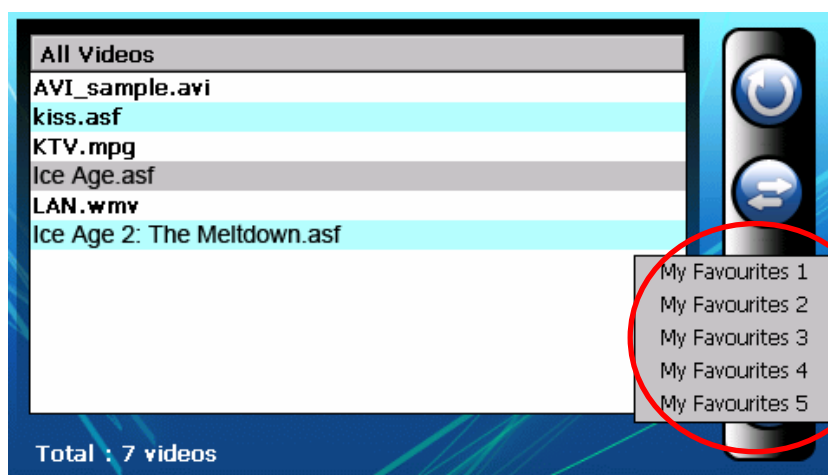 All Videos
AVI_sample.avi
kiss.asf
KTV.mpg
Ice Age.asf
LAN.wmv
Ice Age 2: The Meltdown.asf
My Favourites 1
My Favourites 2
My Favourites 3
My Favourites 4
My Favourites 5
Total : 7 videos